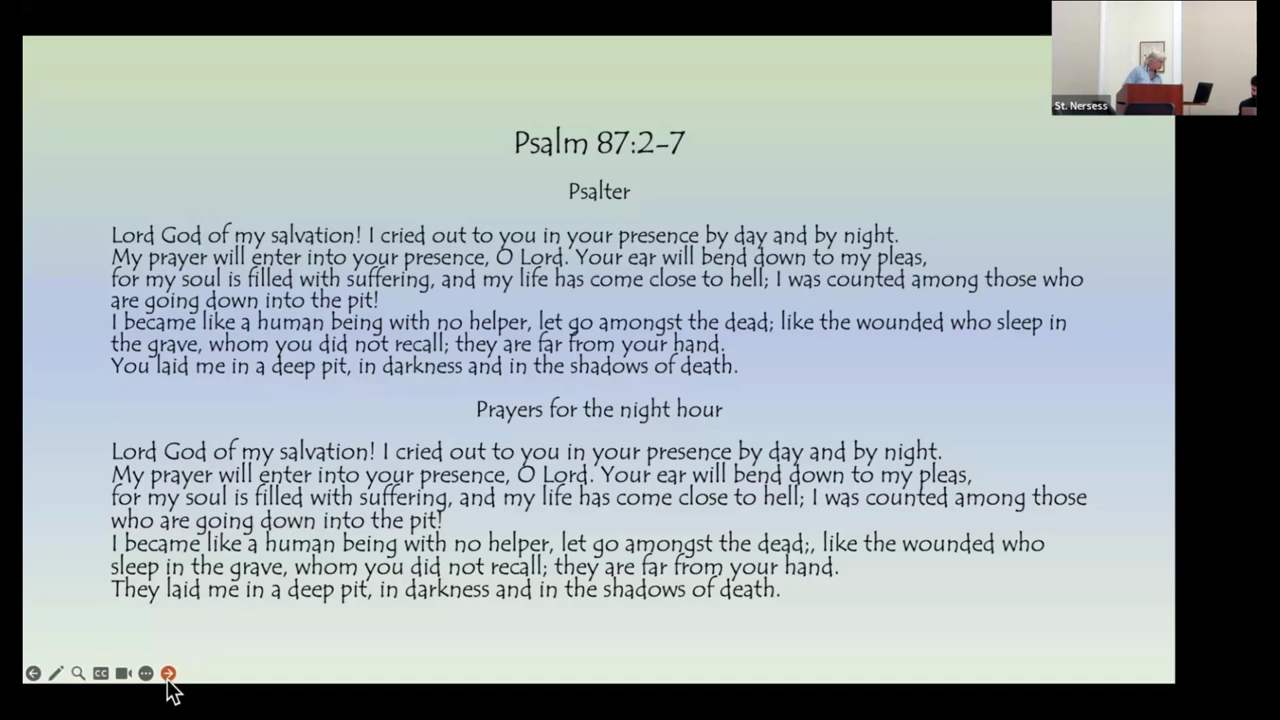 St. Nersess
Psalm 87:2-7
Psalter
Lord God of my salvation! I cried out to you in your presence by day and by night.
My prayer will enter into your presence, O Lord. Your ear will bend down to my pleas,
for my soul is filled with suffering, and my life has come close to hell; I was counted among those who
are going down into the pit!
I became like a human being with no helper, let go amongst the dead; like the wounded who sleep in
the grave, whom you did not recall; they are far from your hand.
You laid me in a deep pit, in darkness and in the shadows of death.
Prayers for the night hour
Lord God of my salvation! I cried out to you in your presence by day and by night.
My prayer will enter into your presence, O Lord. Your ear will bend down to my pleas,
for my soul is filled with suffering, and my life has come close to hell; I was counted among those
who are going down into the pit!
I became like a human being with no helper, let go amongst the dead;, like the wounded who
sleep in the grave, whom you did not recall; they are far from your hand.
They laid me in a deep pit, in darkness and in the shadows of death.
CC